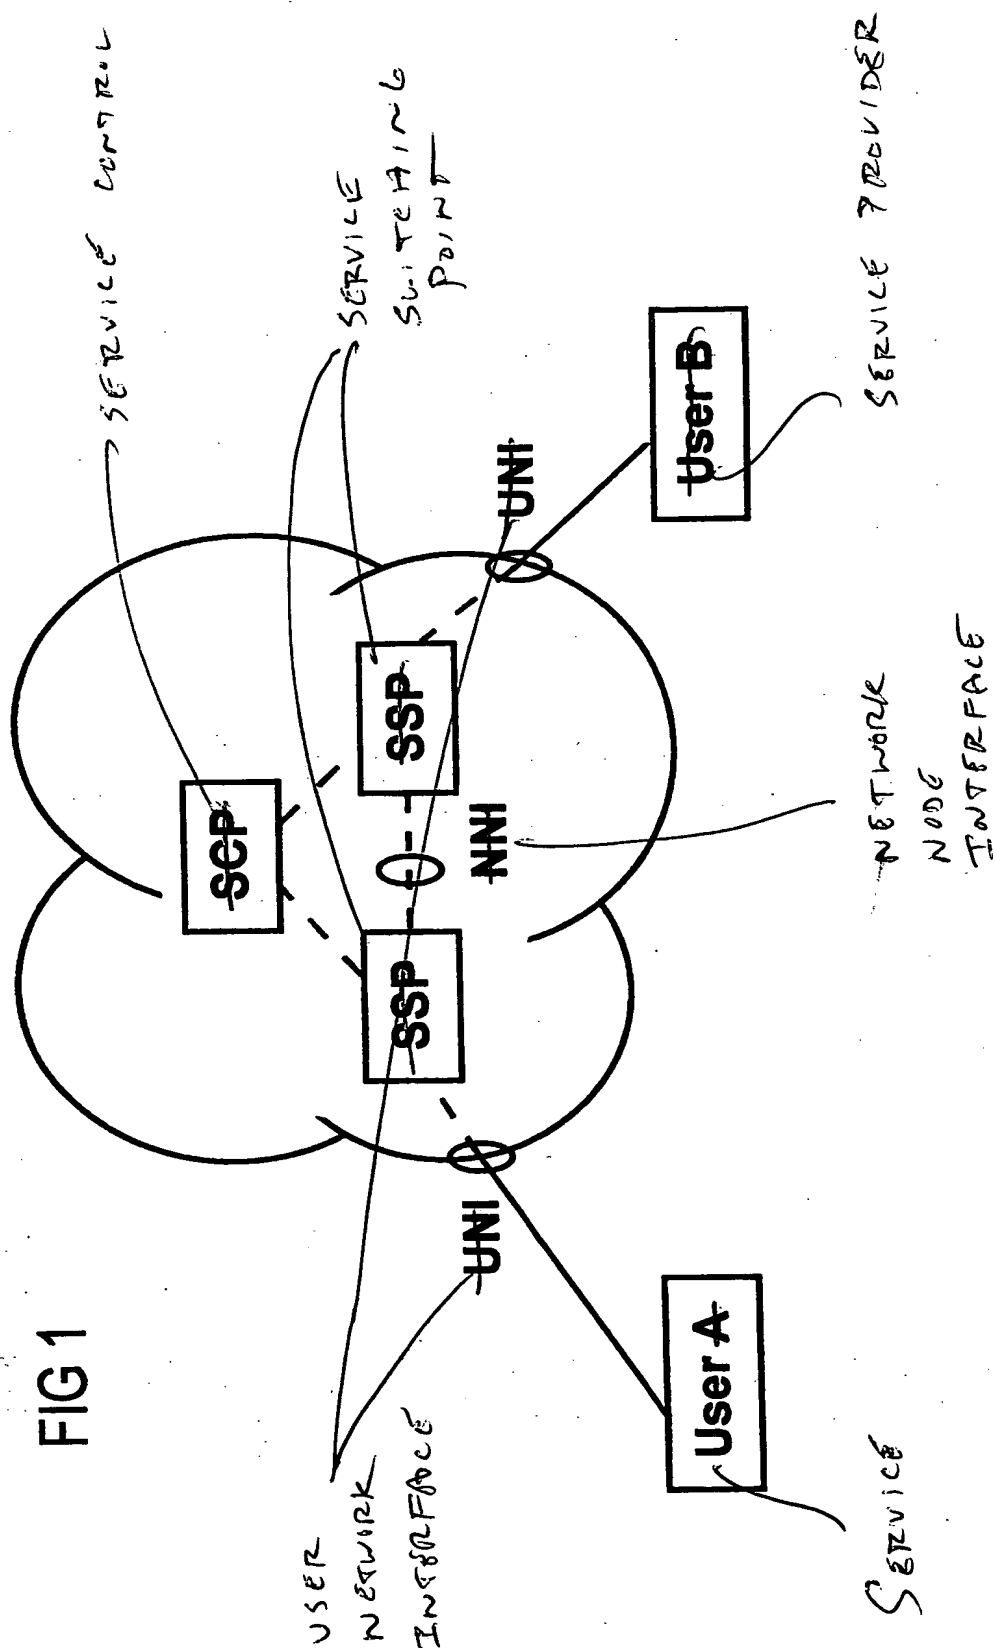 FIG 1
SERVICE CONTROL
SERVICE
SWITCHING
POINT
SCP
SSP
SSP
NNI
UNI
UNI
USER
NETWORK
INTERFACE
User A
User B
SERVICE
NETWORK
NODE
INTERFACE
SERVICE PROVIDER